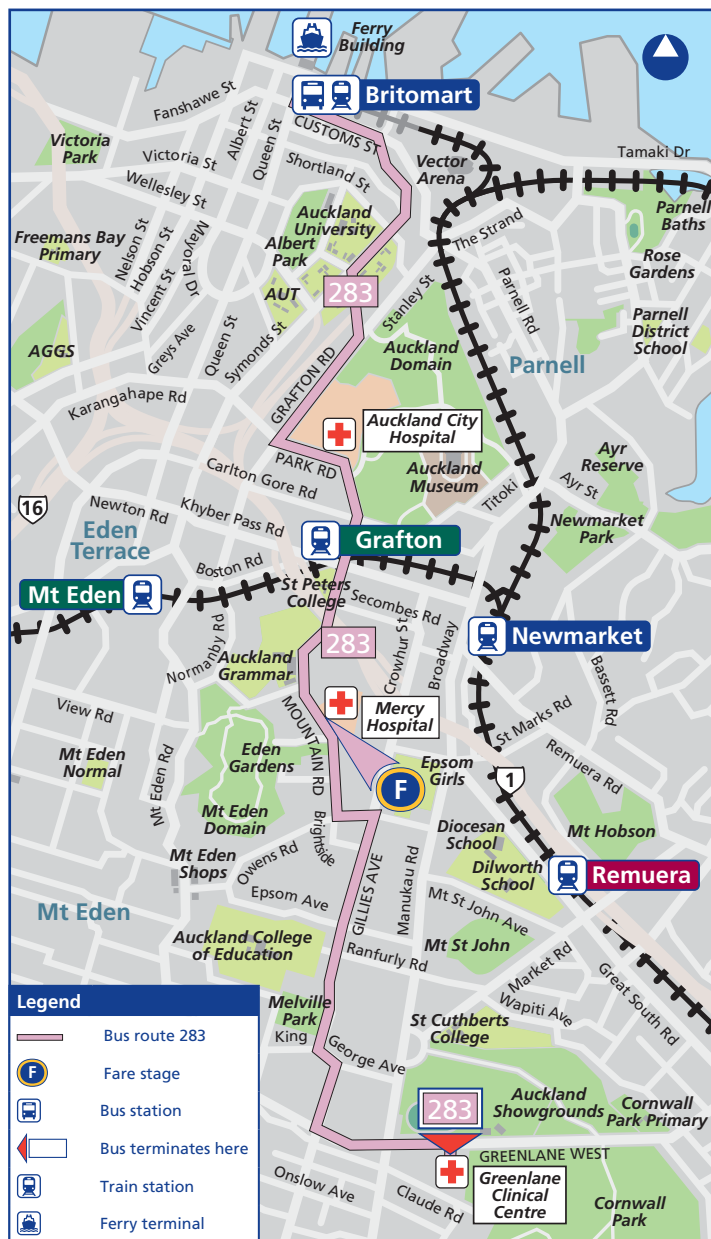 Ferry
Building
Britomart
Fanshawe St
Albert St
Queen St
CUSTOMS ST
Victoria
Park
Victoria St
Shortland St
Vector
Arena
Tamaki Dr
Wellesley St
Auckland
University
Parnell
Baths
Freemans Bay
Primary
Nelson St
Hobson St
Mayoral Dr
Albert
Park
The Strand
Rose
Gardens
Vincent St
AUT
283
Stanley St
Parnell Rd
Parnell
District
School
Greys Ave
Queen St
Symonds St
AGGS
Auckland
Domain
Parnell
GRAFTON RD
Karangahape Rd
Auckland City
Hospital
PARK RD
Carlton Gore Rd
Auckland
Museum
Titoki
Ayr St
Ayr
Reserve
16
Newton Rd
Khyber Pass Rd
Newmarket
Park
Eden
Terrace
Grafton
Boston Rd
Mt Eden
St Peters
College
Secombes Rd
Newmarket
283
Normanby Rd
Auckland
Grammar
Crowhur St
Broadway
Bassett Rd
View Rd
MOUNTAIN RD
Mercy
Hospital
St Marks Rd
Remuera Rd
Mt Eden
Normal
Mt Eden Rd
Eden
Gardens
Epsom
Girls
F
1
Mt Eden
Domain
Brightside
Diocesan
School
Mt Hobson
Mt Eden
Shops
Owens Rd
GILLIES AVE
Manukau Rd
Dilworth
School
Remuera
Mt Eden
Epsom Ave
Mt St John Ave
Auckland College
of Education
Ranfurly Rd
Mt St John
Market Rd
Great South Rd
Wapiti Ave
Melville
Park
King
St Cuthberts
College
George Ave
283
Auckland
Showgrounds
Cornwall
Park Primary
GREENLANE WEST
Greenlane
Clinical
Centre
Onslow Ave
Claude Rd
Cornwall
Park
Legend
Bus route 283
F
Fare stage
Bus station
Bus terminates here
Train station
Ferry terminal